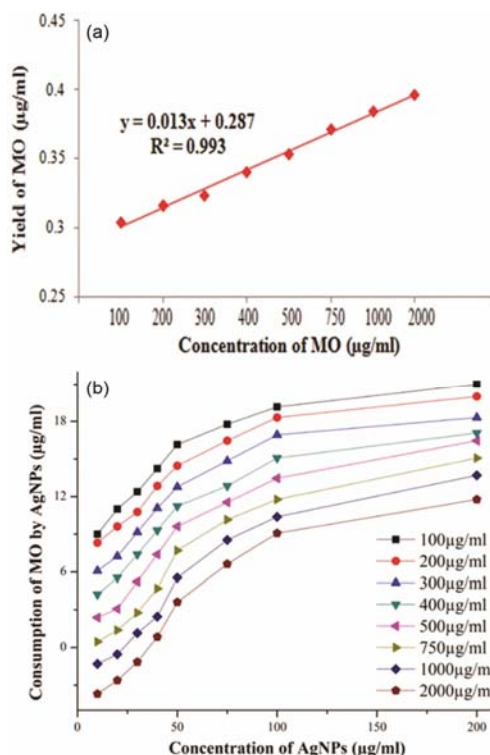 (a)
Yield of MO (µg/ml)
0.4
0.35
0.3
0.25
y = 0.013x + 0.287
R² = 0.993
100 200 300 400 500 750 1000 2000
Concentration of MO (µg/ml)
(b)
Consumption of MO by AgNPs (µg/ml)
18
12
6
0
100µg/ml
200µg/ml
300µg/ml
400µg/ml
500µg/ml
750µg/ml
1000µg/m
2000µg/m
0 50 100 150 200
Concentration of AgNPs (µg/ml)